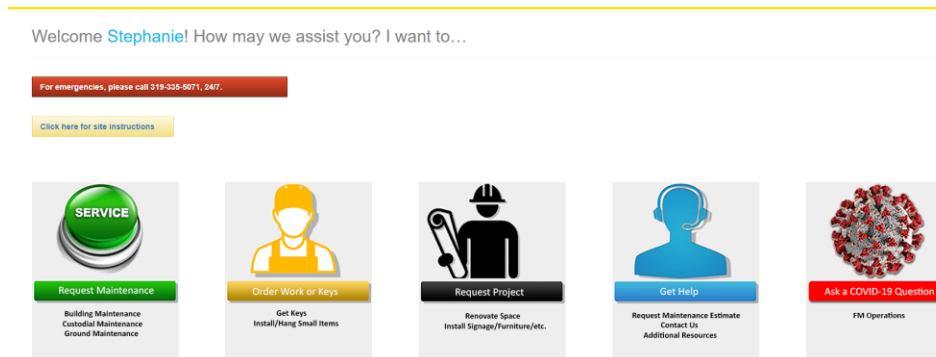 Welcome Stephanie! How may we assist you? I want to…
For emergencies, please call 319-335-5071, 24/7.
Click here for site instructions
SERVICE
Request Maintenance
Building Maintenance
Custodial Maintenance
Ground Maintenance
Order Work or Keys
Get Keys
Install/Hang Small Items
Request Project
Renovate Space
Install Signage/Furniture/etc.
Get Help
Request Maintenance Estimate
Contact Us
Additional Resources
Ask a COVID-19 Question
FM Operations